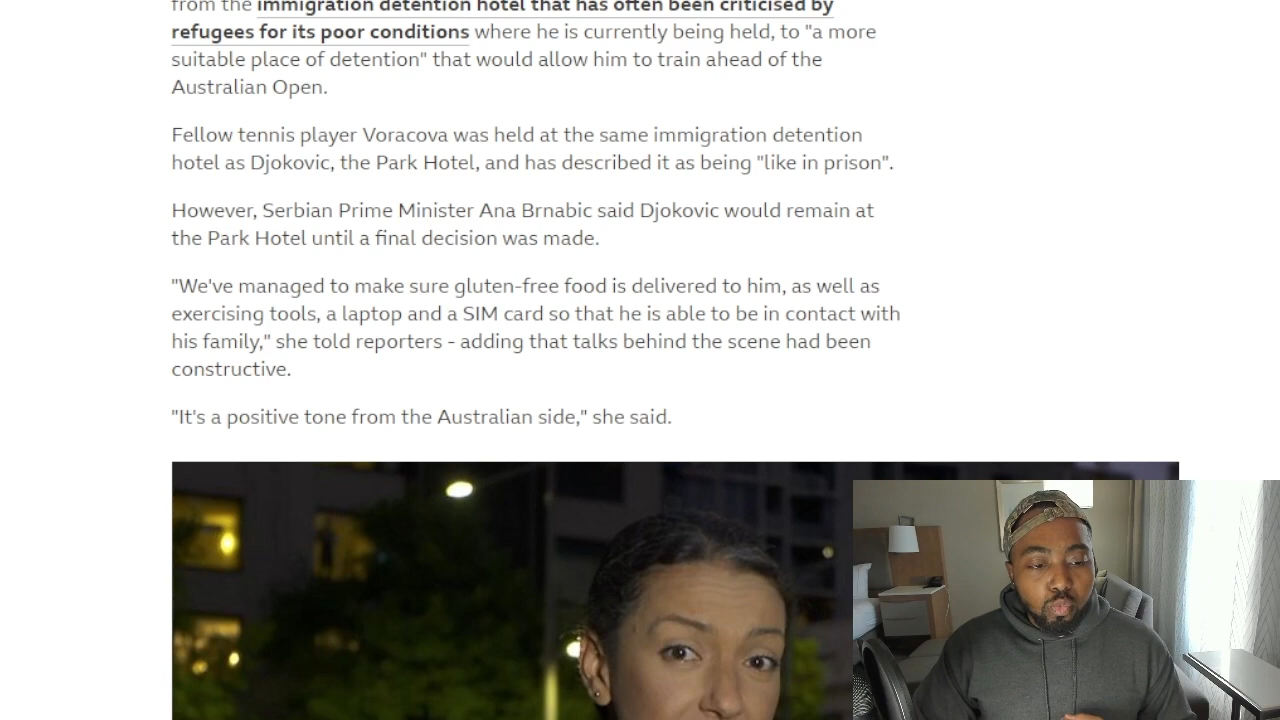 from the immigration detention hotel that has often been criticised by
refugees for its poor conditions where he is currently being held, to "a more
suitable place of detention" that would allow him to train ahead of the
Australian Open.
Fellow tennis player Voracova was held at the same immigration detention
hotel as Djokovic, the Park Hotel, and has described it as being "like in prison".
However, Serbian Prime Minister Ana Brnabic said Djokovic would remain at
the Park Hotel until a final decision was made.
"We've managed to make sure gluten-free food is delivered to him, as well as
exercising tools, a laptop and a SIM card so that he is able to be in contact with
his family," she told reporters - adding that talks behind the scene had been
constructive.
"It's a positive tone from the Australian side," she said.